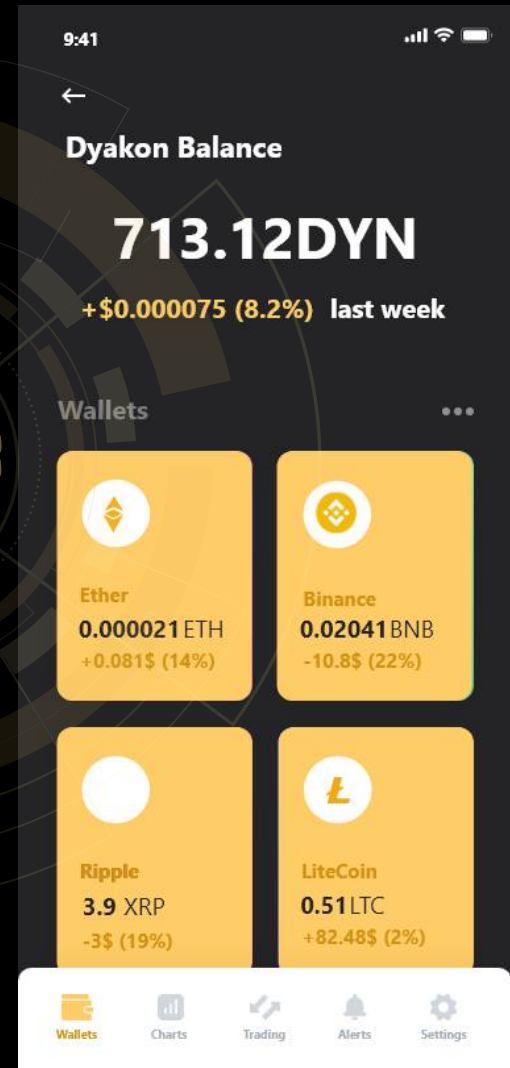 9:41
Dyakon Balance
713.12DYN
+$0.000075 (8.2%) last week
Wallets
Ether
0.000021 ETH
+0.081$ (14%)
Binance
0.02041 BNB
-10.8$ (22%)
Ripple
3.9 XRP
-3$ (19%)
LiteCoin
0.51 LTC
+82.48$ (2%)
Wallets Charts Trading Alerts Settings